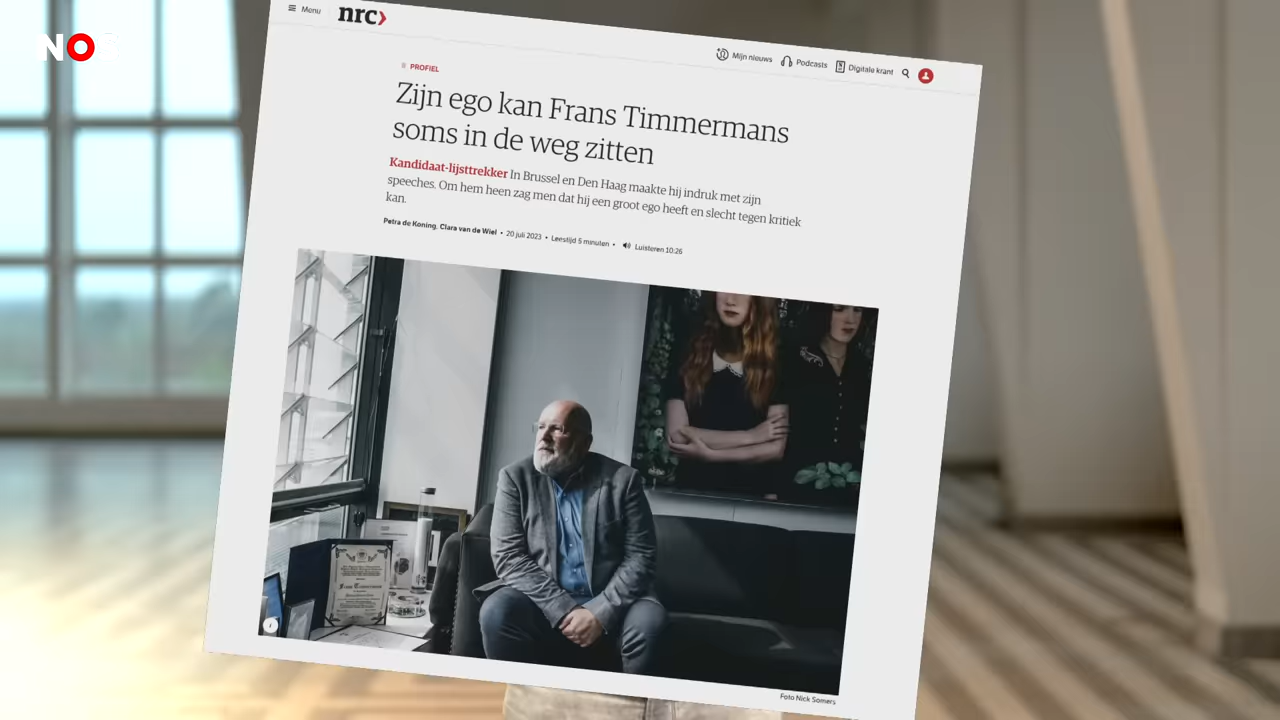 NOS
Menu
nrc>
Mijn nieuws
Podcasts
Digitale krant
PROFIEL
Zijn ego kan Frans Timmermans
soms in de weg zitten
Kandidaat-lijsttrekker In Brussel en Den Haag maakte hij indruk met zijn
speeches. Om hem heen zag men dat hij een groot ego heeft en slecht tegen kritiek
kan.
Petra de Koning, Clara van de Wiel • 20 juli 2023 • Leestijd 5 minuten • Luisteren 10:26
Foto Nick Somers